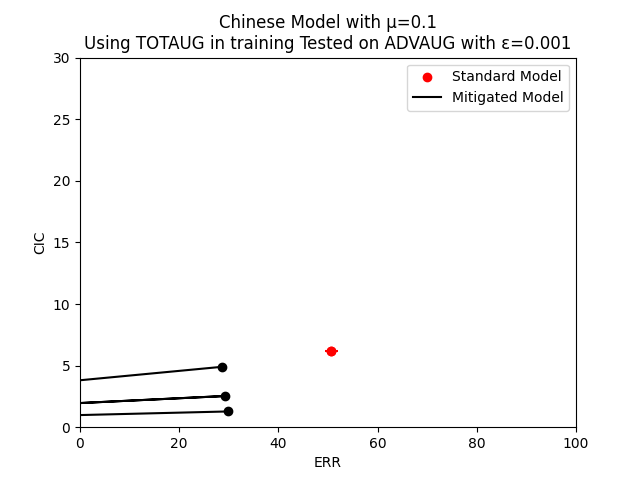 Chinese Model with μ=0.1
Using TOTAUG in training Tested on ADVAUG with ε=0.001
Standard Model
Mitigated Model
CIC
30
25
20
15
10
5
0
0 20 40 60 80 100
ERR